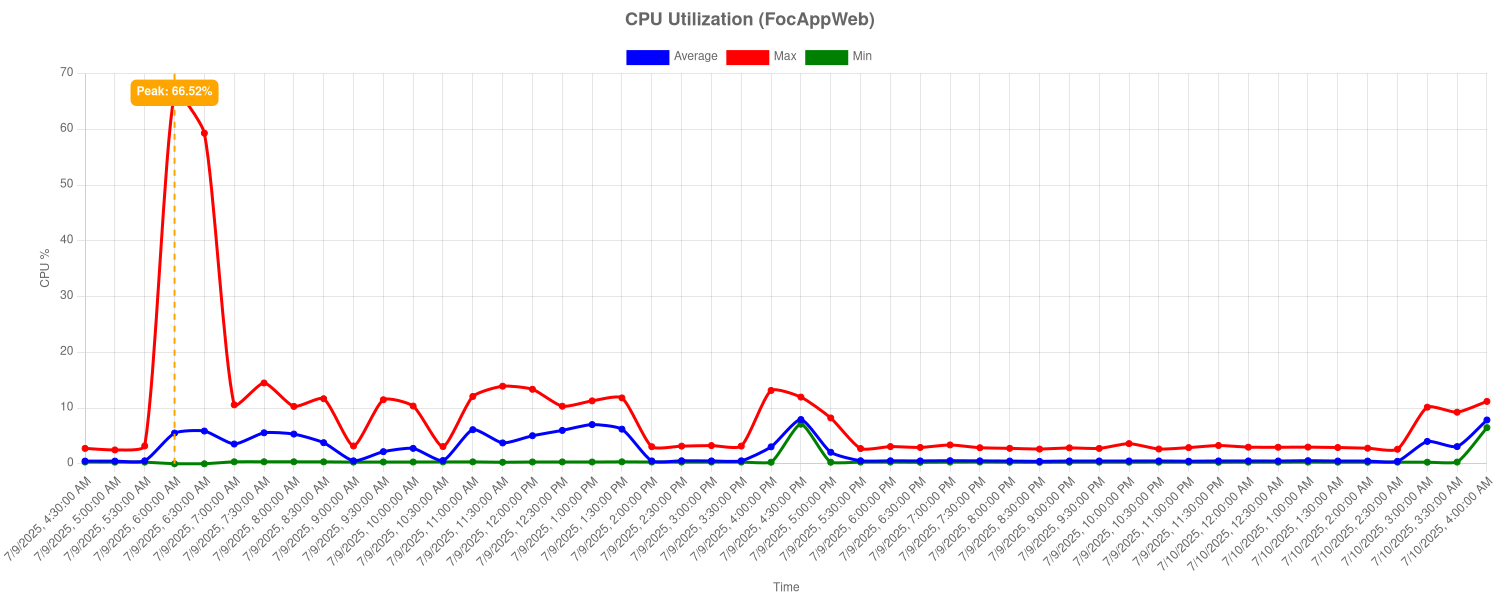 CPU Utilization (FocAppWeb)
Average Max Min
Peak: 66.52%
70
60
50
40
30
20
10
0
CPU %
7/9/2025, 4:30:00 AM
7/9/2025, 5:00:00 AM
7/9/2025, 5:30:00 AM
7/9/2025, 6:00:00 AM
7/9/2025, 6:30:00 AM
7/9/2025, 7:00:00 AM
7/9/2025, 7:30:00 AM
7/9/2025, 8:00:00 AM
7/9/2025, 8:30:00 AM
7/9/2025, 9:00:00 AM
7/9/2025, 9:30:00 AM
7/9/2025, 10:00:00 AM
7/9/2025, 10:30:00 AM
7/9/2025, 11:00:00 AM
7/9/2025, 11:30:00 AM
7/9/2025, 12:00:00 PM
7/9/2025, 12:30:00 PM
7/9/2025, 1:00:00 PM
7/9/2025, 1:30:00 PM
7/9/2025, 2:00:00 PM
7/9/2025, 2:30:00 PM
7/9/2025, 3:00:00 PM
7/9/2025, 3:30:00 PM
7/9/2025, 4:00:00 PM
7/9/2025, 4:30:00 PM
7/9/2025, 5:00:00 PM
7/9/2025, 5:30:00 PM
7/9/2025, 6:00:00 PM
7/9/2025, 6:30:00 PM
7/9/2025, 7:00:00 PM
7/9/2025, 7:30:00 PM
7/9/2025, 8:00:00 PM
7/9/2025, 8:30:00 PM
7/9/2025, 9:00:00 PM
7/9/2025, 9:30:00 PM
7/9/2025, 10:00:00 PM
7/9/2025, 10:30:00 PM
7/9/2025, 11:00:00 PM
7/9/2025, 11:30:00 PM
7/10/2025, 12:00:00 AM
7/10/2025, 12:30:00 AM
7/10/2025, 1:00:00 AM
7/10/2025, 1:30:00 AM
7/10/2025, 2:00:00 AM
7/10/2025, 2:30:00 AM
7/10/2025, 3:00:00 AM
7/10/2025, 3:30:00 AM
7/10/2025, 4:00:00 AM
Time